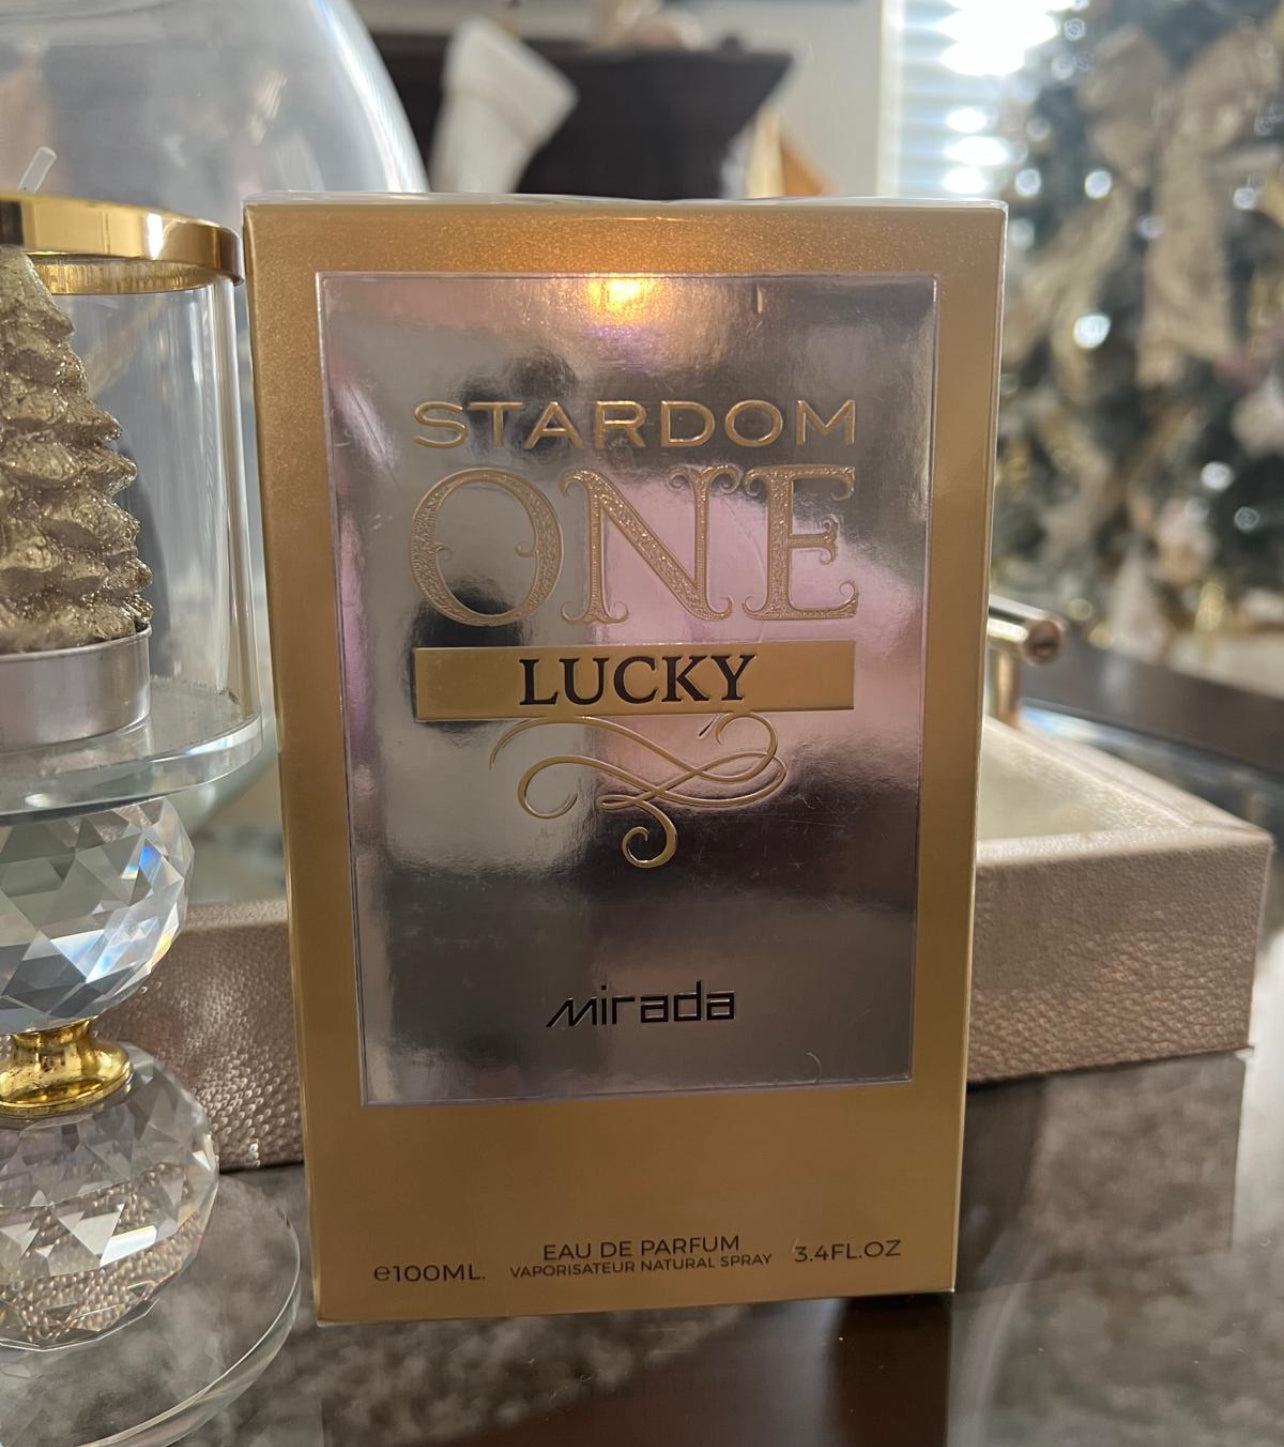 STARDOM
ONE
LUCKY
mirada
EAU DE PARFUM
e100ML. VAPORISATEUR NATURAL SPRAY 3.4FL.OZ